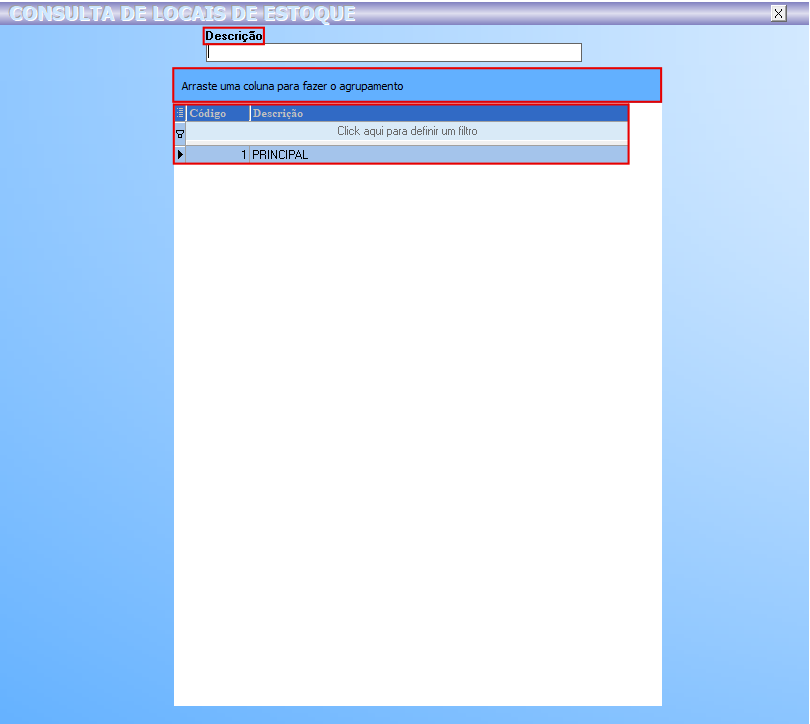 CONSULTA DE LOCAIS DE ESTOQUE X
Descrição
Arraste uma coluna para fazer o agrupamento
Código Descrição
Click aqui para definir um filtro
1 PRINCIPAL